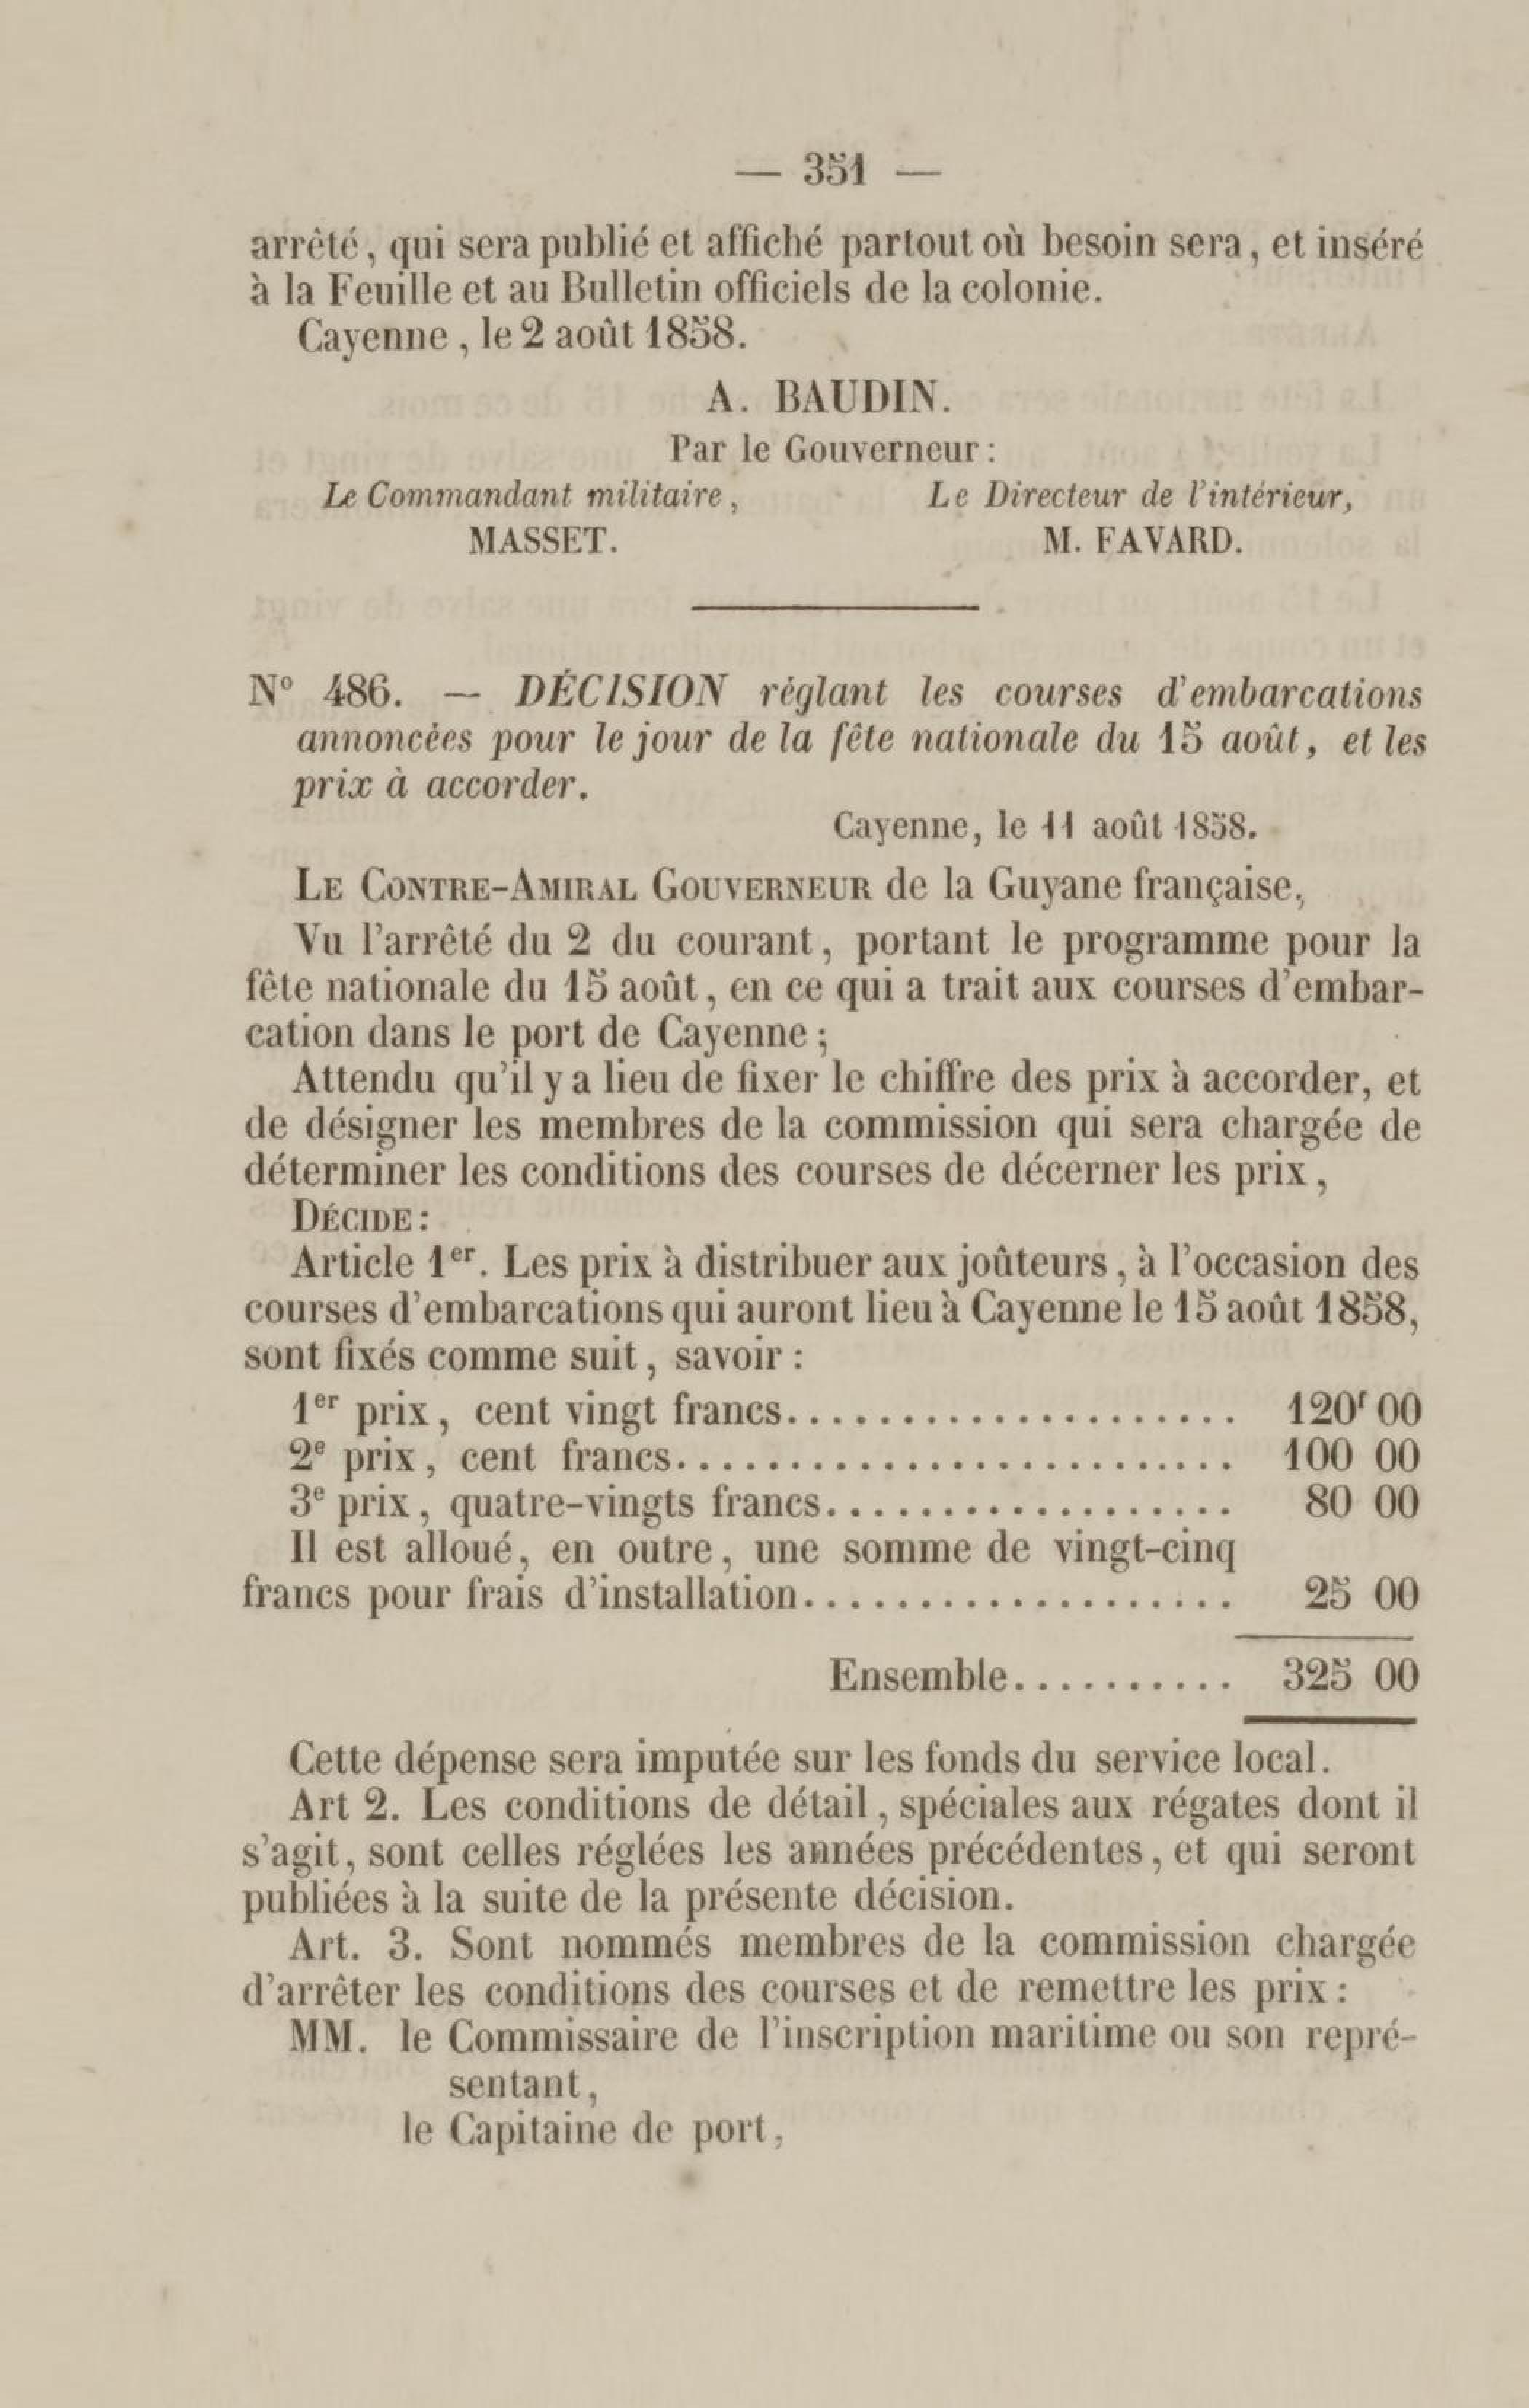 — 351 —
arrêté, qui sera publié et affiché partout où besoin sera, et inséré
à la Feuille et au Bulletin officiels de la colonie.
Cayenne, le 2 août 1858.
A. BAUDIN.
Par le Gouverneur :
Le Commandant militaire, Le Directeur de l'intérieur,
MASSET. M. FAVARD.
N° 486. — DÉCISION réglant les courses d'embarcations
annoncées pour le jour de la fête nationale du 15 août, et les
prix à accorder.
Cayenne, le 11 août 1858.
LE CONTRE-AMIRAL GOUVERNEUR de la Guyane française,
Vu l'arrêté du 2 du courant, portant le programme pour la
fête nationale du 15 août, en ce qui a trait aux courses d'embar-
cation dans le port de Cayenne ;
Attendu qu'il y a lieu de fixer le chiffre des prix à accorder, et
de désigner les membres de la commission qui sera chargée de
déterminer les conditions des courses de décerner les prix,
DÉCIDE :
Article 1er. Les prix à distribuer aux joûteurs, à l'occasion des
courses d'embarcations qui auront lieu à Cayenne le 15 août 1858,
sont fixés comme suit, savoir :
1er prix, cent vingt francs.................... 120f 00
2e prix, cent francs........................ 100 00
3e prix, quatre-vingts francs.................. 80 00
Il est alloué, en outre, une somme de vingt-cinq
francs pour frais d'installation................... 25 00
Ensemble.......... 325 00
Cette dépense sera imputée sur les fonds du service local.
Art 2. Les conditions de détail, spéciales aux régates dont il
s'agit, sont celles réglées les années précédentes, et qui seront
publiées à la suite de la présente décision.
Art. 3. Sont nommés membres de la commission chargée
d'arrêter les conditions des courses et de remettre les prix :
MM. le Commissaire de l'inscription maritime ou son repré-
sentant,
le Capitaine de port,